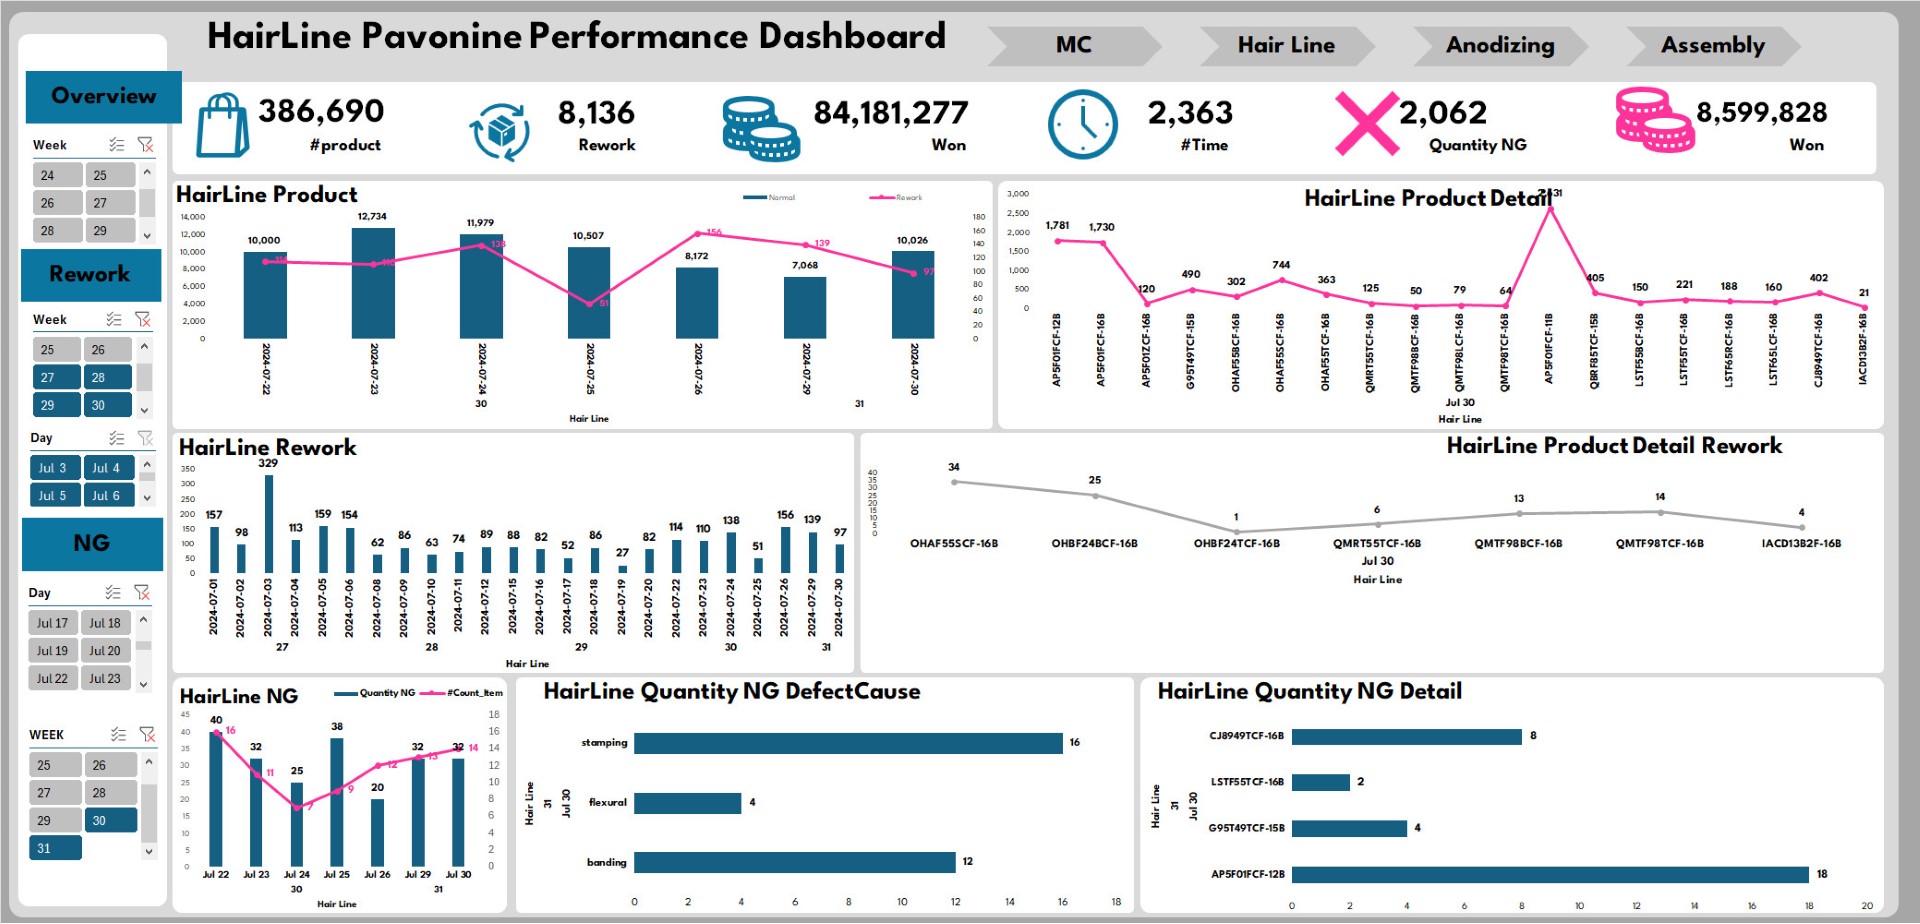 HairLine Pavonine Performance Dashboard
MC
Hair Line
Anodizing
Assembly
Overview
386,690
#product
8,136
Rework
84,181,277
Won
2,363
#Time
2,062
Quantity NG
8,599,828
Won
Week
24 25
26 27
28 29
Rework
Week
25 26
27 28
29 30
Day
Jul 3 Jul 4
Jul 5 Jul 6
NG
Day
Jul 17 Jul 18
Jul 19 Jul 20
Jul 22 Jul 23
WEEK
25 26
27 28
29 30
31
HairLine Product
Normal Rework
14,000
12,000
10,000
8,000
6,000
4,000
2,000
0
10,000 12,734 11,979 10,507 8,172 7,068 10,026
138 51 156 139 97
180
160
140
120
100
80
60
40
20
0
2024-07-22 2024-07-23 2024-07-24 2024-07-25 2024-07-26 2024-07-29 2024-07-30
30 31
Hair Line
HairLine Product Detail
3,000
2,500
2,000
1,500
1,000
500
0
1,781 1,730 120 490 302 744 363 125 50 79 64 405 150 221 188 160 402 21
AP5F01FCF-12B AP5F01FCF-16B AP5F01ZCF-16B G95T49TCF-15B OHAF55BCF-16B OHAF55SCF-16B OHAF55TCF-16B QMRT55TCF-16B QMTF98BCF-16B QMTF98LCF-16B QMTF98TCF-16B AP5F01FCF-11B QBRF85TCF-15B LSTF55BCF-16B LSTF55TCF-16B LSTF65RCF-16B LSTF65LCF-16B CJ8949TCF-16B IACD13B2F-16B
Jul 30
Hair Line
HairLine Rework
350
300
250
200
150
100
50
0
157 98 329 113 159 154 62 86 63 74 89 88 82 52 86 27 82 114 110 138 51 156 139 97
2024-07-01 2024-07-02 2024-07-03 2024-07-04 2024-07-05 2024-07-06 2024-07-08 2024-07-09 2024-07-10 2024-07-11 2024-07-12 2024-07-15 2024-07-16 2024-07-17 2024-07-18 2024-07-19 2024-07-20 2024-07-22 2024-07-23 2024-07-24 2024-07-25 2024-07-26 2024-07-29 2024-07-30
27 28 29 30 31
Hair Line
HairLine Product Detail Rework
40
35
30
25
20
15
10
5
0
34 25 1 6 13 14 4
OHAF55SCF-16B OHBF24BCF-16B OHBF24TCF-16B QMRT55TCF-16B QMTF98BCF-16B QMTF98TCF-16B IACD13B2F-16B
Jul 30
Hair Line
HairLine NG
Quantity NG #Count_Item
45
40
35
30
25
20
15
10
5
0
40 32 25 38 20 32 32
16 11 7 9 12 13 14
18
16
14
12
10
8
6
4
2
0
Jul 22 Jul 23 Jul 24 Jul 25 Jul 26 Jul 29 Jul 30
30 31
Hair Line
HairLine Quantity NG DefectCause
Hair Line
31
Jul 30
stamping 16
flexural 4
banding 12
0 2 4 6 8 10 12 14 16 18
HairLine Quantity NG Detail
Hair Line
31
Jul 30
CJ8949TCF-16B 8
LSTF55TCF-16B 2
G95T49TCF-15B 4
AP5F01FCF-12B 18
0 2 4 6 8 10 12 14 16 18 20